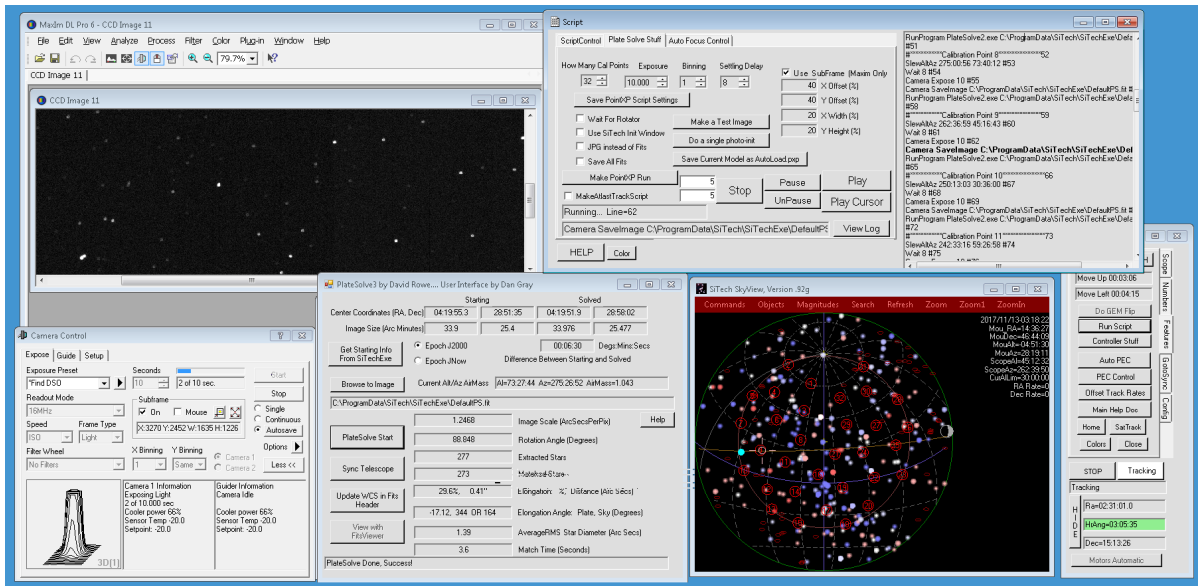 MaxIm DL Pro 6 - CCD Image 11
File Edit View Analyze Process Filter Color Plug-in Window Help
79.7%
CCD Image 11
CCD Image 11
Script
ScriptControl Plate Solve Stuff Auto Focus Control
How Many Cal Points Exposure Binning Settling Delay
32 10.000 1 8
Use SubFrame (Maxim Only
40 X Offset (%)
40 Y Offset (%)
20 X Width (%)
20 Y Height (%)
Save PointXP Script Settings
Wait For Rotator
Use SiTech Init Window
JPG instead of Fits
Save All Fits
Make a Test Image
Do a single photo-init
Save Current Model as AutoLoad.pxp
Make PointXP Run
5
5
Stop
Pause
UnPause
Play
Play Cursor
MakeAtlastTrackScript
Running... Line=62
Camera SaveImage C:\ProgramData\SiTech\SiTechExe\DefaultPS
View Log
HELP
Color
RunProgram PlateSolve2.exe C:\ProgramData\SiTech\SiTechExe\Defa
#51
#""""""""""Calibration Point 8""""""""""52
SlewAltAz 275:00:56 73:40:12 #53
Wait 8 #54
Camera Expose 10 #55
Camera SaveImage C:\ProgramData\SiTech\SiTechExe\DefaultPS.fit #
RunProgram PlateSolve2.exe C:\ProgramData\SiTech\SiTechExe\Defa
#58
#""""""""""Calibration Point 9""""""""""59
SlewAltAz 262:36:59 45:16:43 #60
Wait 8 #61
Camera Expose 10 #62
Camera SaveImage C:\ProgramData\SiTech\SiTechExe\Def
RunProgram PlateSolve2.exe C:\ProgramData\SiTech\SiTechExe\Defa
#65
#""""""""""Calibration Point 10""""""""""66
SlewAltAz 250:13:03 30:36:00 #67
Wait 8 #68
Camera Expose 10 #69
Camera SaveImage C:\ProgramData\SiTech\SiTechExe\DefaultPS.fit #
RunProgram PlateSolve2.exe C:\ProgramData\SiTech\SiTechExe\Defa
#72
#""""""""""Calibration Point 11""""""""""73
SlewAltAz 242:33:16 59:26:58 #74
Wait 8 #75
Camera Control
Expose Guide Setup
Exposure Preset
*Find DSO
Seconds
10
2 of 10 sec.
Start
Stop
Readout Mode
16MHz
Subframe
On Mouse
X:3270 Y:2452 W:1635 H:1226
Single
Continuous
Autosave
Speed Frame Type
ISO Light
Filter Wheel
No Filters
X Binning Y Binning
1 Same
Camera 1
Camera 2
Options
Less <<
3D[1]
Camera 1 Information
Exposing Light
2 of 10.000 sec
Cooler power 66%
Sensor Temp -20.0
Setpoint: -20.0
Guider Information
Camera Idle
Cooler power 66%
Sensor Temp -20.0
Setpoint: -20.0
PlateSolve3 by David Rowe.... User Interface by Dan Gray
Starting Solved
Center Coordinates (RA, Dec) 04:19:55.3 28:51:35 04:19:51.9 28:58:02
Image Size (Arc Minutes) 33.9 25.4 33.976 25.477
Get Starting Info From SiTechExe
Epoch J2000
Epoch JNow
00:06:30 Degs:Mins:Secs
Difference Between Starting and Solved
Browse to Image
Current Alt/Az AirMass Al=73:27:44 Az=275:26:52 AirMass=1.043
C:\ProgramData\SiTech\SiTechExe\DefaultPS.fit
1.2468 Image Scale (ArcSecsPerPix)
Help
PlateSolve Start
88.848 Rotation Angle (Degrees)
277 Extracted Stars
Sync Telescope
273 Matched Stars
Update WCS in Fits Header
29.6%, 0.41" Elongation: %, Distance (Arc Secs)
-17.12, 344 OR 164 Elongation Angle: Plate, Sky (Degrees)
View with FitsViewer
1.39 AverageRMS Star Diameter (Arc Secs)
3.6 Match Time (Seconds)
PlateSolve Done, Success!
SiTech SkyView, Version .92g
Commands Objects Magnitudes Search Refresh Zoom Zoom1 ZoomIn
2017/11/13-03:18:22
Mou_RA=14:36:27
MouDec=46:44:09
MouAlt=-04:51:30
MouAz=28:19:11
ScopeAl=45:12:32
ScopeAz=262:39:50
CutAlLim=30:00:00
RA Rate=0
Dec Rate=0
Move Up 00:03:06
Move Left 00:04:15
Do GEM Flip
Run Script
Controller Stuff
Auto PEC
PEC Control
Offset Track Rates
Main Help Doc
Home SatTrack
Colors Close
Scope
Numbers
Features
GotoSync
Config
STOP Tracking
Tracking
HIDE
Ra=02:31:01.0
HrAng=03:05:35
Dec=15:13:26
Motors Automatic